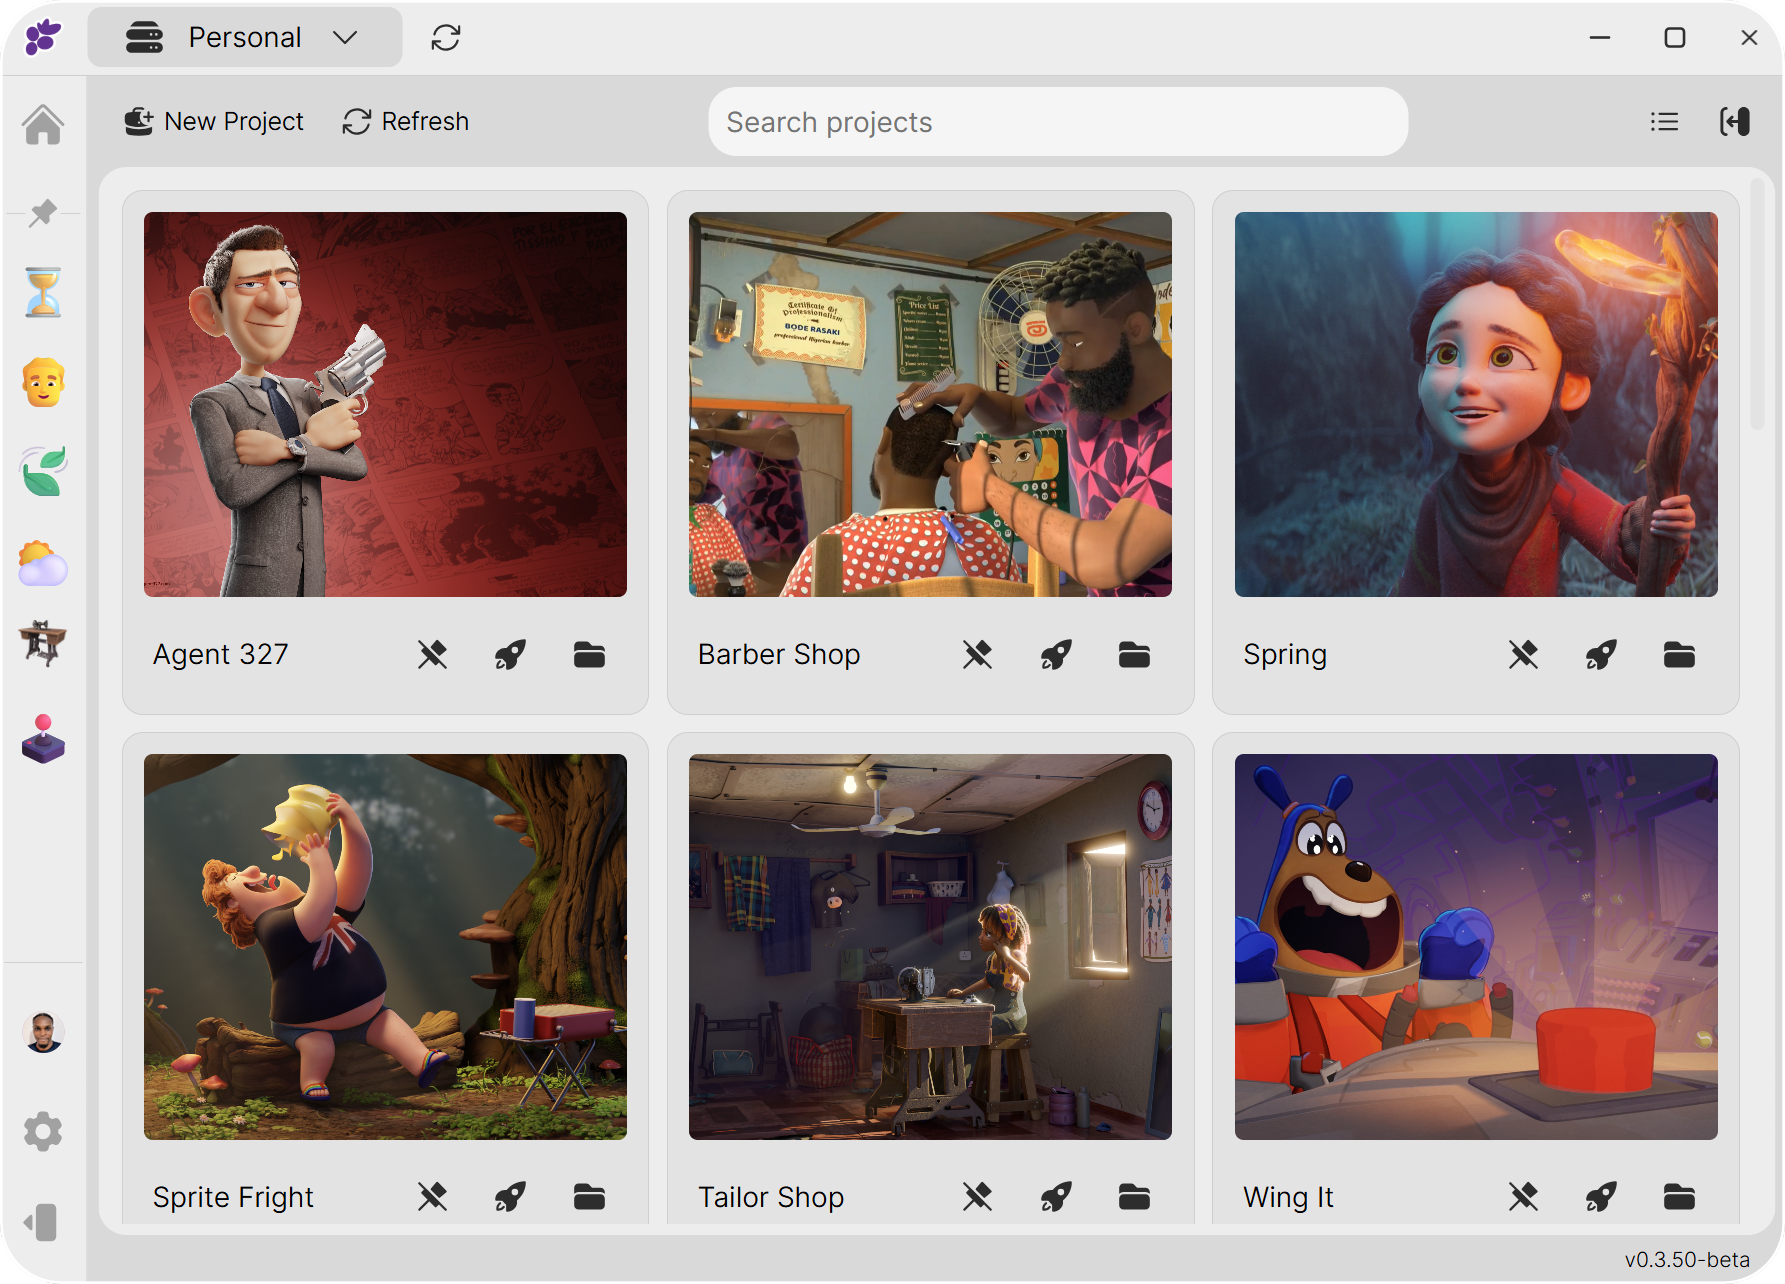 Personal
New Project
Refresh
Search projects
Certificate Of
Professionalism
BODE RASAKI
professional Nigerian barber
Price List
Agent 327
Barber Shop
Spring
Sprite Fright
Tailor Shop
Wing It
v0.3.50-beta